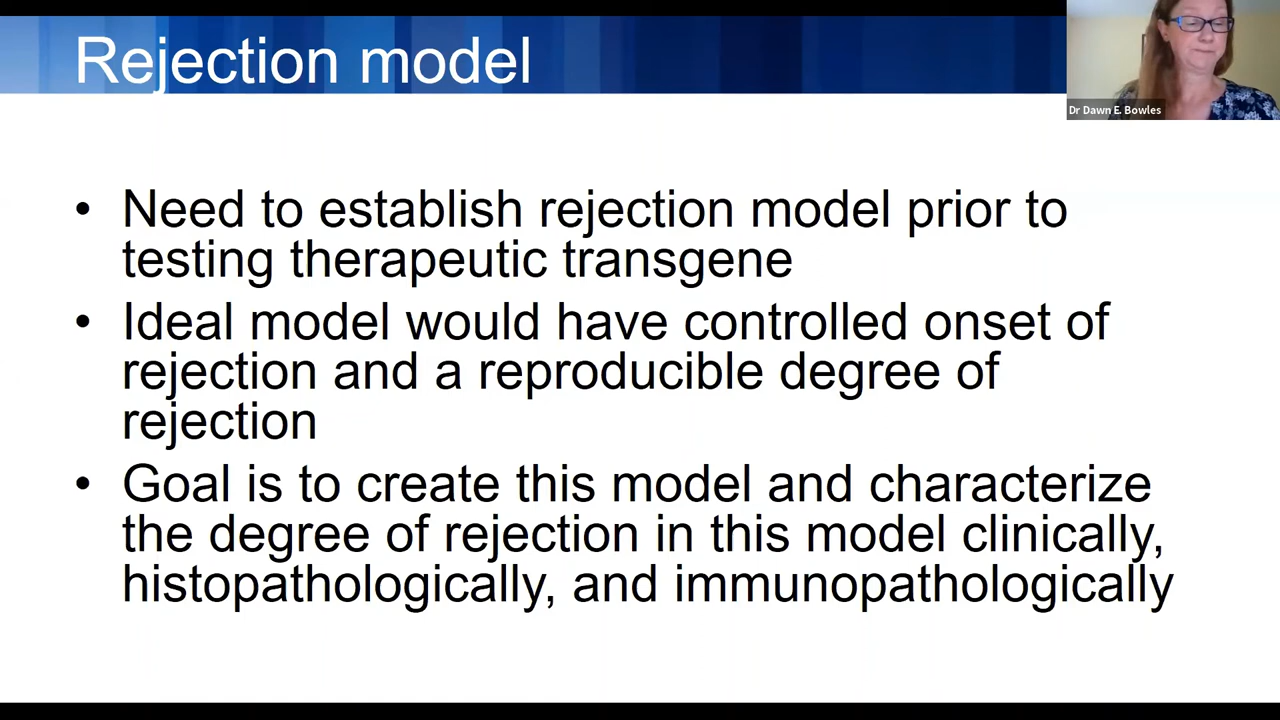 Rejection model
Dr Dawn E. Bowles
• Need to establish rejection model prior to
testing therapeutic transgene
• Ideal model would have controlled onset of
rejection and a reproducible degree of
rejection
• Goal is to create this model and characterize
the degree of rejection in this model clinically,
histopathologically, and immunopathologically